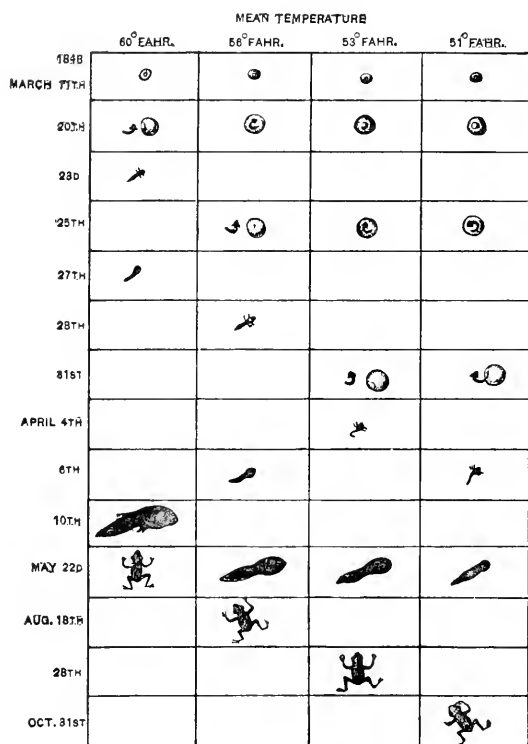 MEAN TEMPERATURE
60° FAHR. 56° FAHR. 53° FAHR. 51° FAHR.
1848
MARCH 11TH
20TH
23D
25TH
27TH
28TH
31ST
APRIL 4TH
6TH
10TH
MAY 22D
AUG. 18TH
28TH
OCT. 31ST